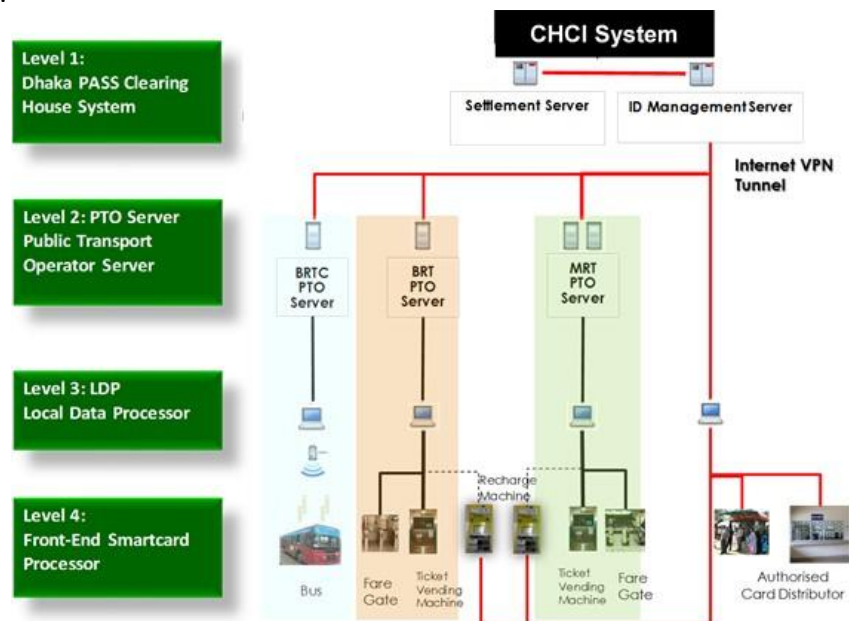 CHCI System
Level 1:
Dhaka PASS Clearing
House System
Settlement Server
ID Management Server
Internet VPN
Tunnel
Level 2: PTO Server
Public Transport
Operator Server
BRTC
PTO
Server
BRT
PTO
Server
MRT
PTO
Server
Level 3: LDP
Local Data Processor
Recharge
Machine
Level 4:
Front-End Smartcard
Processor
Bus
Fare
Gate
Ticket
Vending
Machine
Ticket
Vending
Machine
Fare
Gate
Authorised
Card Distributor